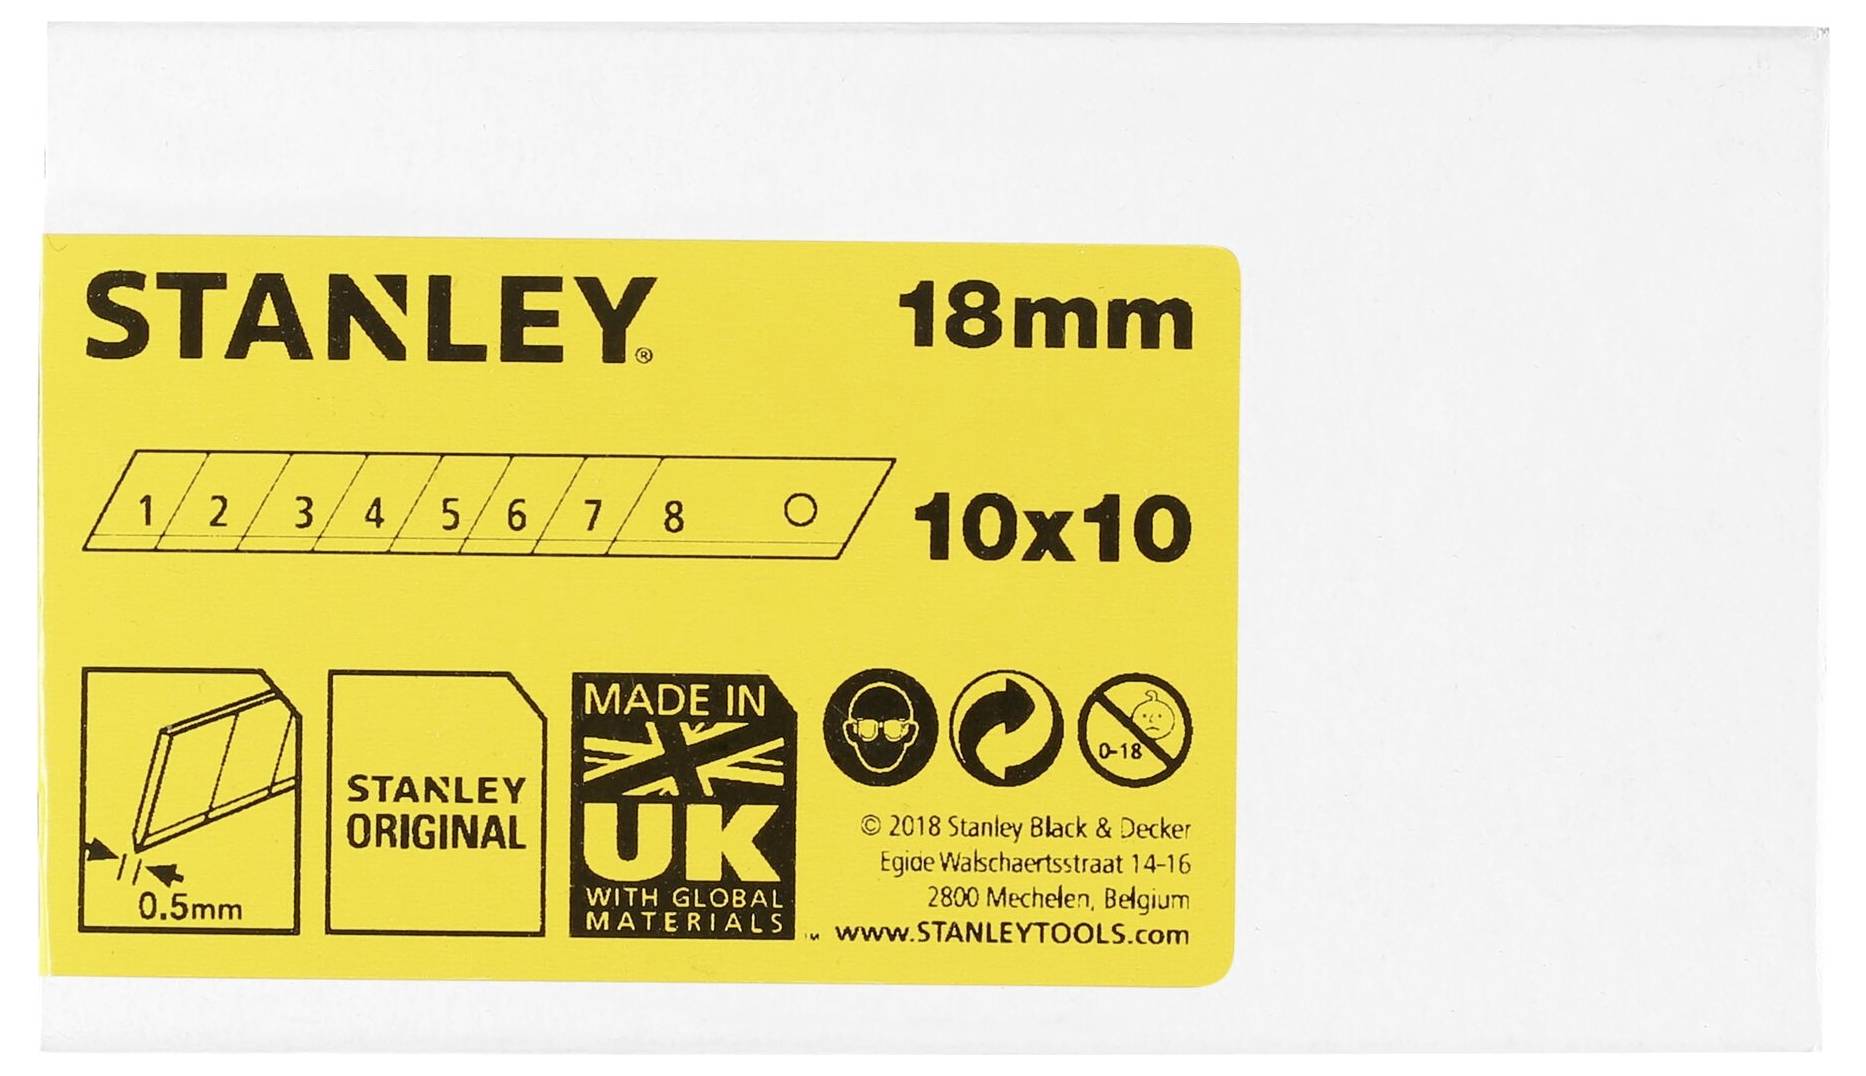 STANLEY®
18mm
1 2 3 4 5 6 7 8
10x10
0.5mm
STANLEY
ORIGINAL
MADE IN
UK
WITH GLOBAL
MATERIALS
™
0-18
© 2018 Stanley Black & Decker
Egide Walschaertsstraat 14-16
2800 Mechelen, Belgium
www.STANLEYTOOLS.com